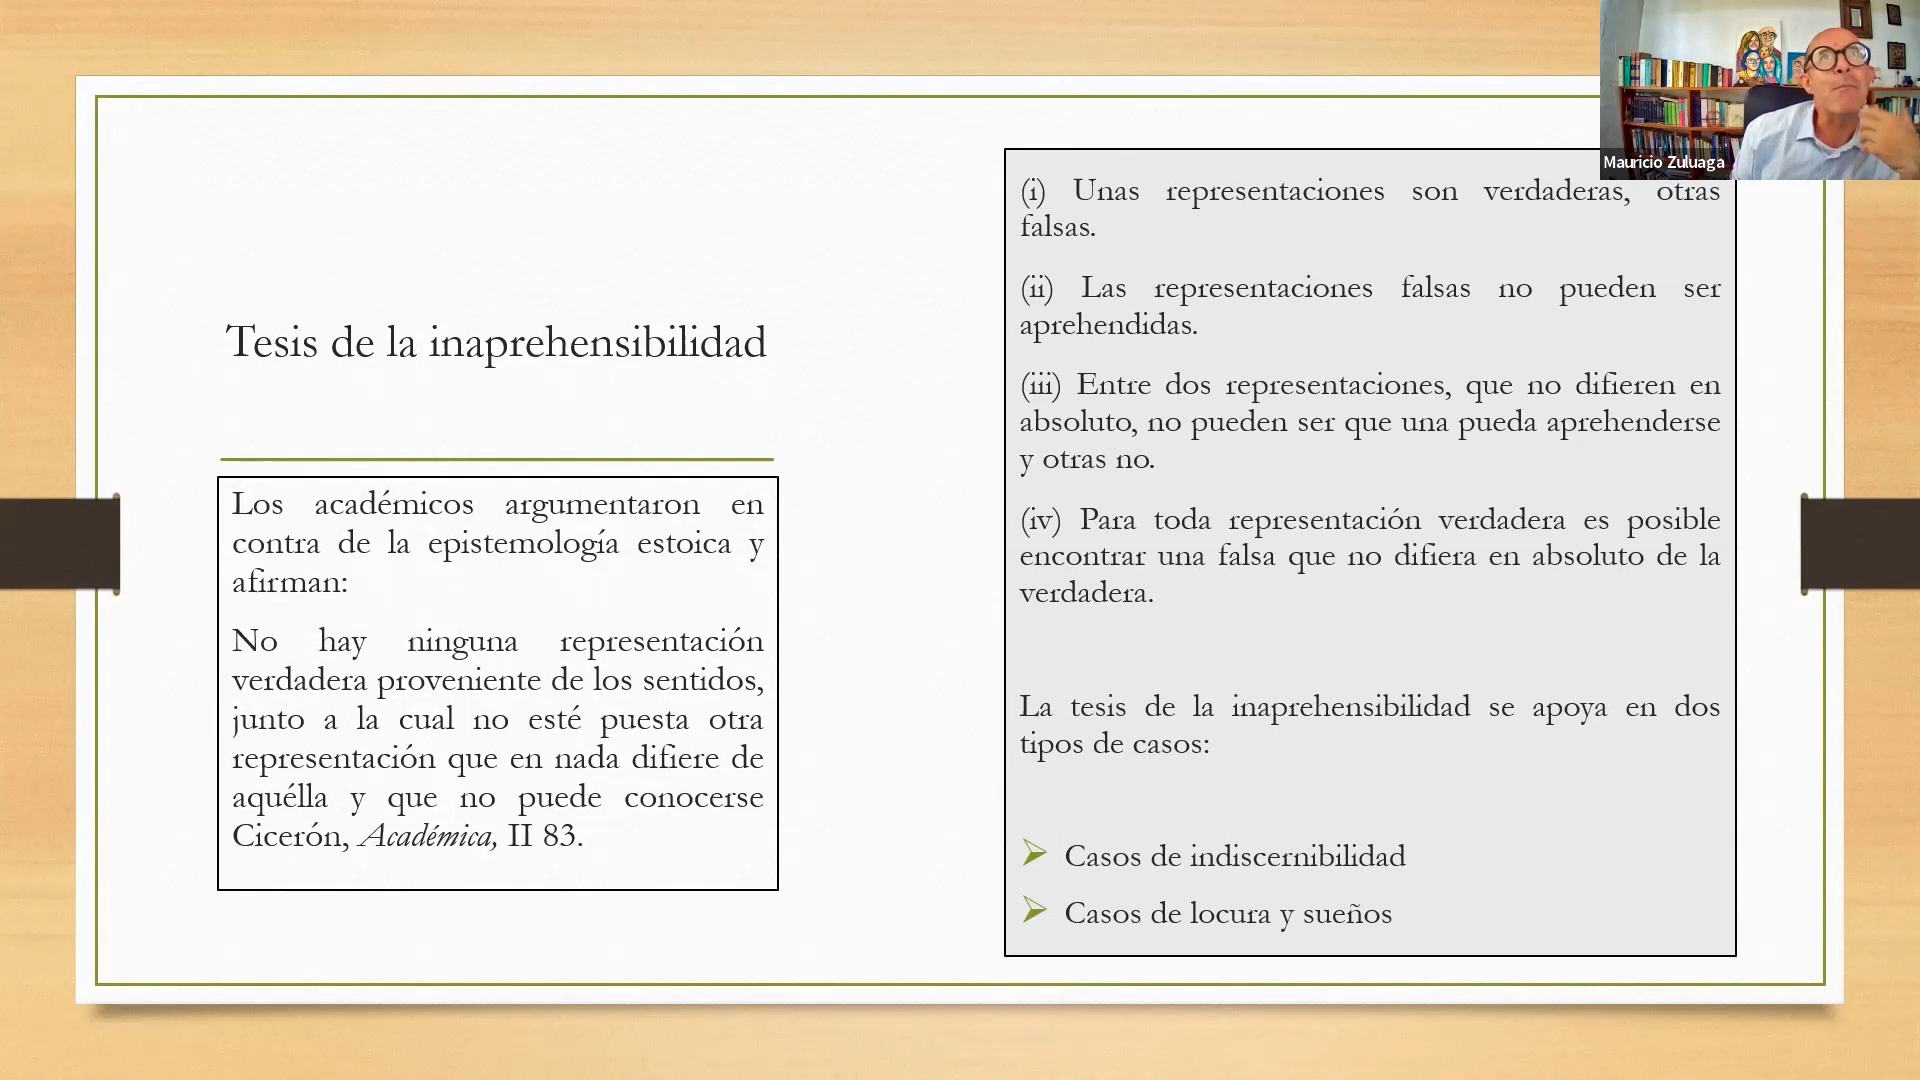 Mauricio Zuluaga
Tesis de la inaprehensibilidad
Los académicos argumentaron en
contra de la epistemología estoica y
afirman:
No hay ninguna representación
verdadera proveniente de los sentidos,
junto a la cual no esté puesta otra
representación que en nada difiere de
aquélla y que no puede conocerse
Cicerón, Académica, II 83.
(i) Unas representaciones son verdaderas, otras
falsas.
(ii) Las representaciones falsas no pueden ser
aprehendidas.
(iii) Entre dos representaciones, que no difieren en
absoluto, no pueden ser que una pueda aprehenderse
y otras no.
(iv) Para toda representación verdadera es posible
encontrar una falsa que no difiera en absoluto de la
verdadera.
La tesis de la inaprehensibilidad se apoya en dos
tipos de casos:
Casos de indiscernibilidad
Casos de locura y sueños